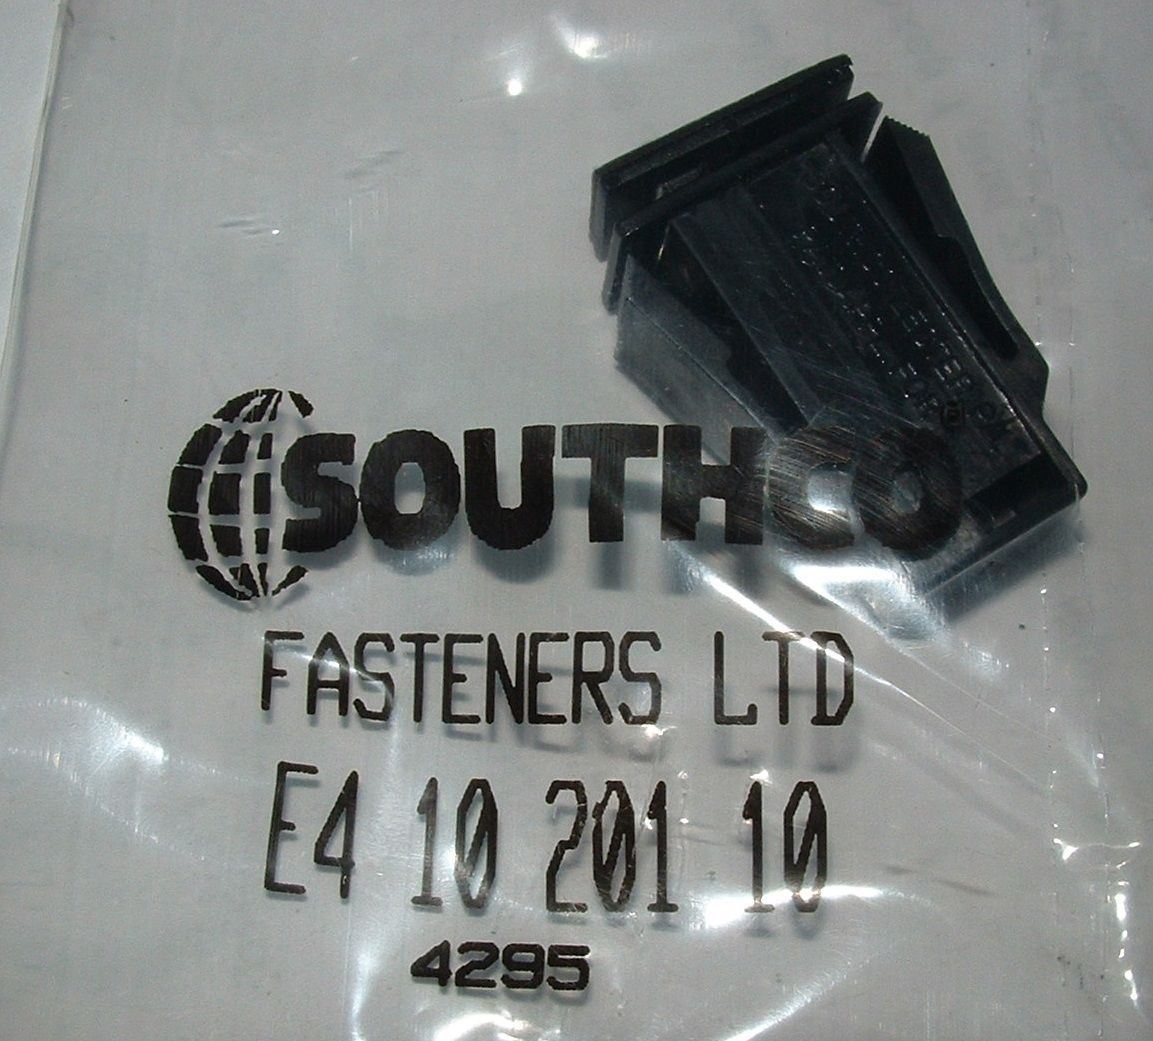 SOUTHCO
FASTENERS LTD
E4 10 201 10
4295